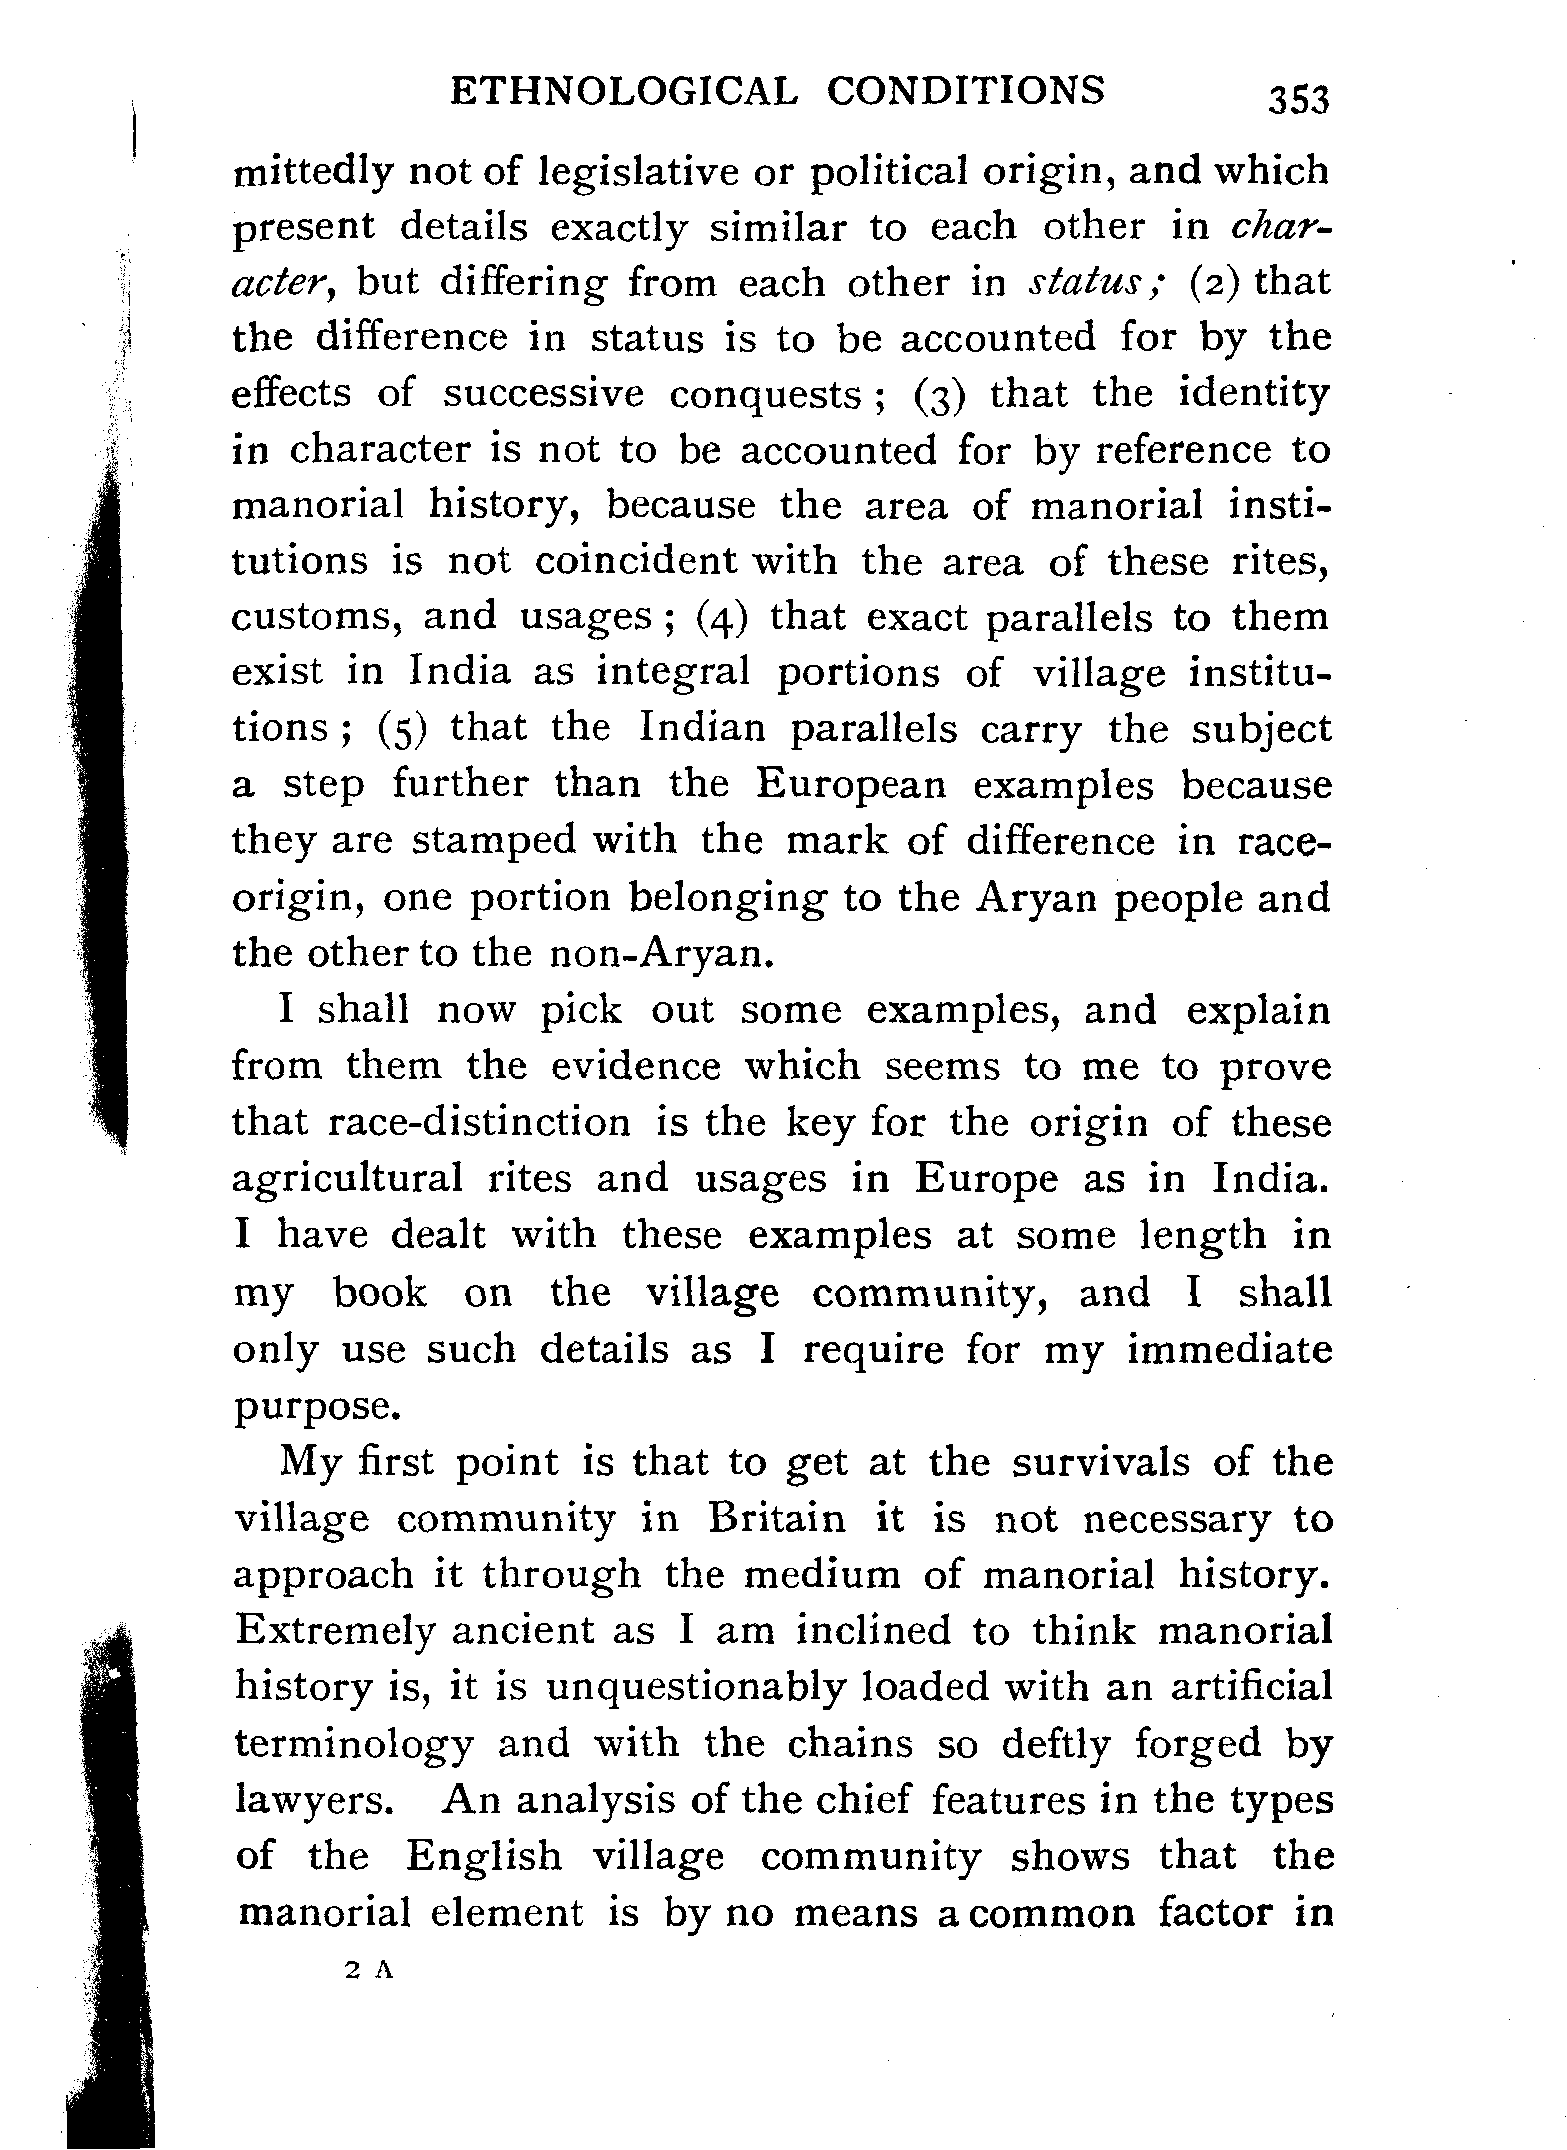 ETHNOLOGICAL CONDITIONS 353
mittedly not of legislative or political origin, and which
present details exactly similar to each other in char-
acter, but differing from each other in status; (2) that
the difference in status is to be accounted for by the
effects of successive conquests; (3) that the identity
in character is not to be accounted for by reference to
manorial history, because the area of manorial insti-
tutions is not coincident with the area of these rites,
customs, and usages; (4) that exact parallels to them
exist in India as integral portions of village institu-
tions; (5) that the Indian parallels carry the subject
a step further than the European examples because
they are stamped with the mark of difference in race-
origin, one portion belonging to the Aryan people and
the other to the non-Aryan.
I shall now pick out some examples, and explain
from them the evidence which seems to me to prove
that race-distinction is the key for the origin of these
agricultural rites and usages in Europe as in India.
I have dealt with these examples at some length in
my book on the village community, and I shall
only use such details as I require for my immediate
purpose.
My first point is that to get at the survivals of the
village community in Britain it is not necessary to
approach it through the medium of manorial history.
Extremely ancient as I am inclined to think manorial
history is, it is unquestionably loaded with an artificial
terminology and with the chains so deftly forged by
lawyers. An analysis of the chief features in the types
of the English village community shows that the
manorial element is by no means a common factor in
2 A